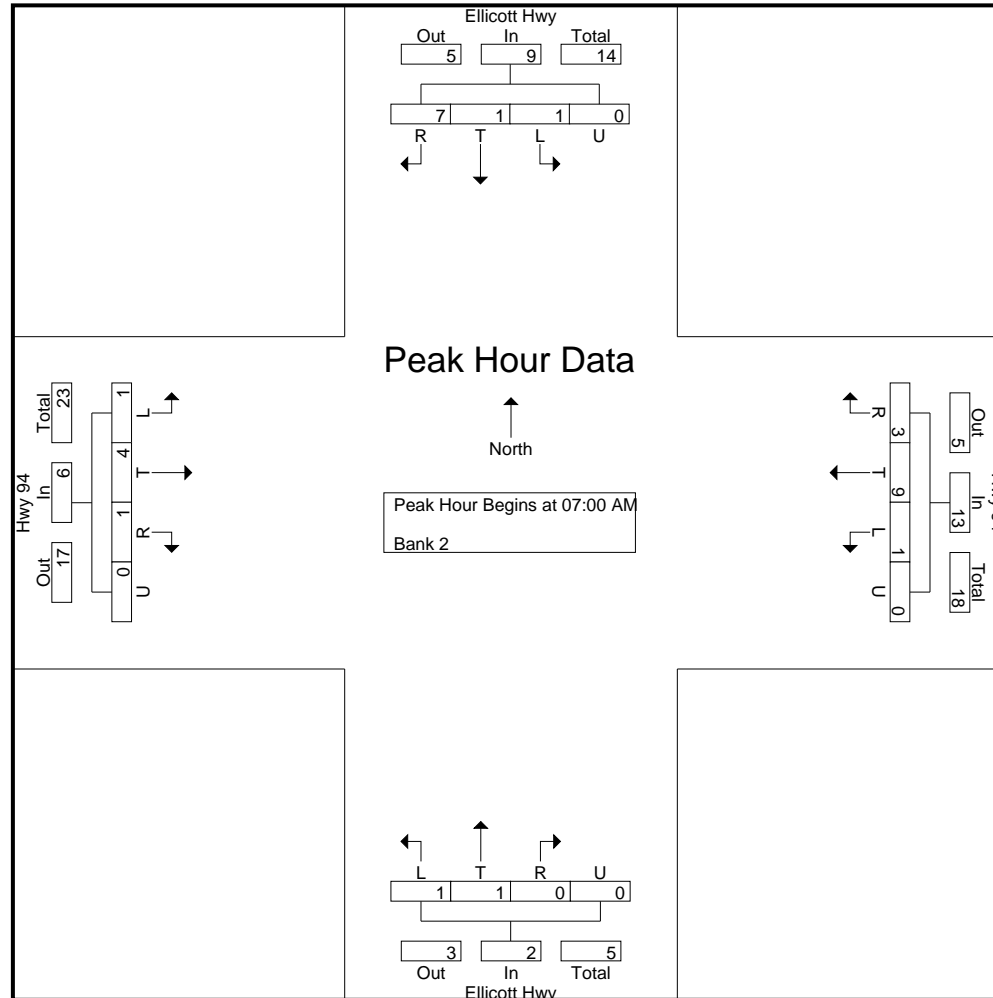 Ellicott Hwy
Out In Total
5 9 14
7 1 1 0
R T L U
Peak Hour Data
North
Peak Hour Begins at 07:00 AM
Bank 2
Hwy 94
Out In Total
17 6 23
1 4 1 0
L T R U
R T L U
3 9 1 0
Out In Total
5 13 18
L T R U
1 1 0 0
3 2 5
Out In Total
Ellicott Hwy